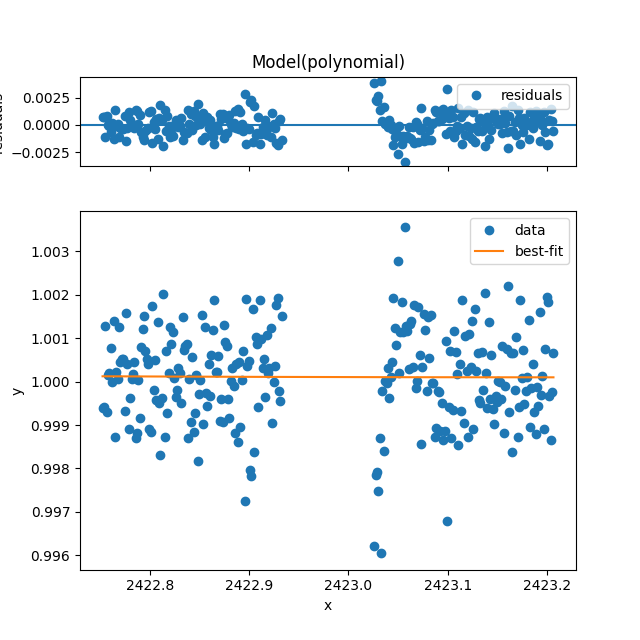 Model(polynomial)
0.0025
0.0000
−0.0025
residuals
1.003
1.002
1.001
1.000
0.999
0.998
0.997
0.996
y
data
best-fit
2422.8
2422.9
2423.0
2423.1
2423.2
x